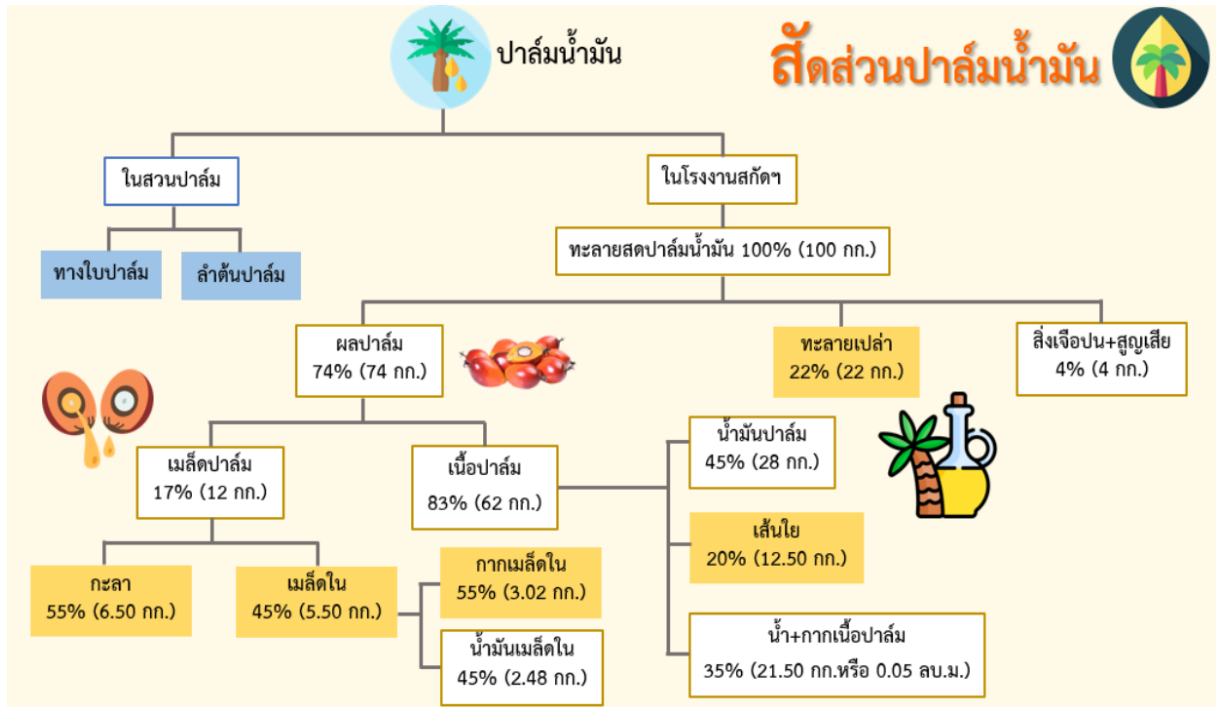 ปาล์มน้ำมัน
สัดส่วนปาล์มน้ำมัน
ในสวนปาล์ม
ในโรงงานสกัดฯ
ทางใบปาล์ม
ลำต้นปาล์ม
ทะลายสดปาล์มน้ำมัน 100% (100 กก.)
ผลปาล์ม
74% (74 กก.)
ทะลายเปล่า
22% (22 กก.)
สิ่งเจือปน+สูญเสีย
4% (4 กก.)
เมล็ดปาล์ม
17% (12 กก.)
เนื้อปาล์ม
83% (62 กก.)
น้ำมันปาล์ม
45% (28 กก.)
เส้นใย
20% (12.50 กก.)
น้ำ+กากเนื้อปาล์ม
35% (21.50 กก.หรือ 0.05 ลบ.ม.)
กะลา
55% (6.50 กก.)
เมล็ดใน
45% (5.50 กก.)
กากเมล็ดใน
55% (3.02 กก.)
น้ำมันเมล็ดใน
45% (2.48 กก.)